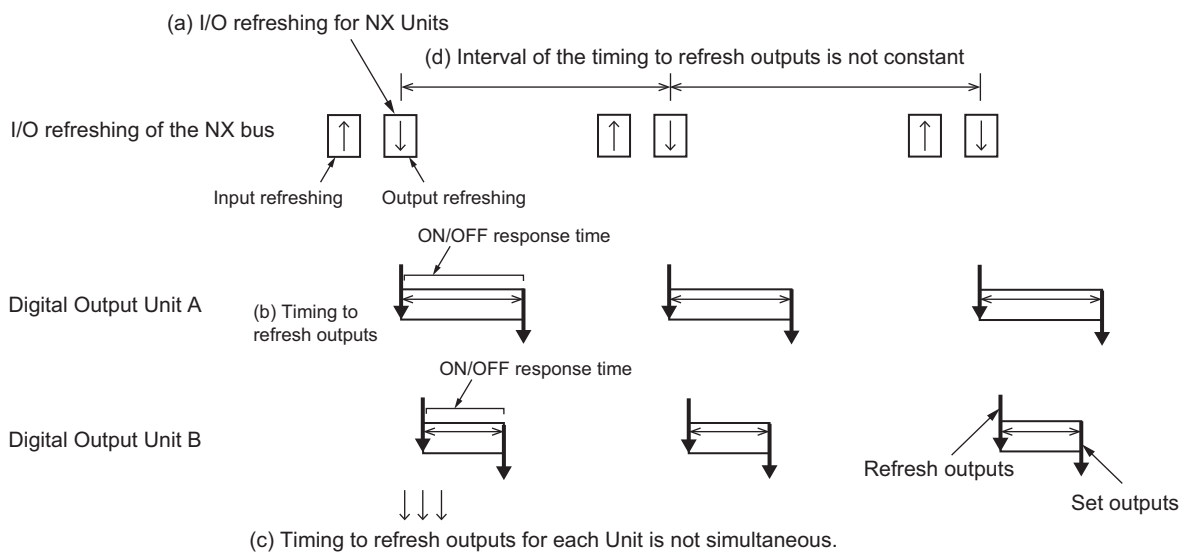 (a) I/O refreshing for NX Units
(d) Interval of the timing to refresh outputs is not constant
I/O refreshing of the NX bus
Input refreshing
Output refreshing
ON/OFF response time
Digital Output Unit A
(b) Timing to
refresh outputs
ON/OFF response time
Digital Output Unit B
Refresh outputs
Set outputs
(c) Timing to refresh outputs for each Unit is not simultaneous.